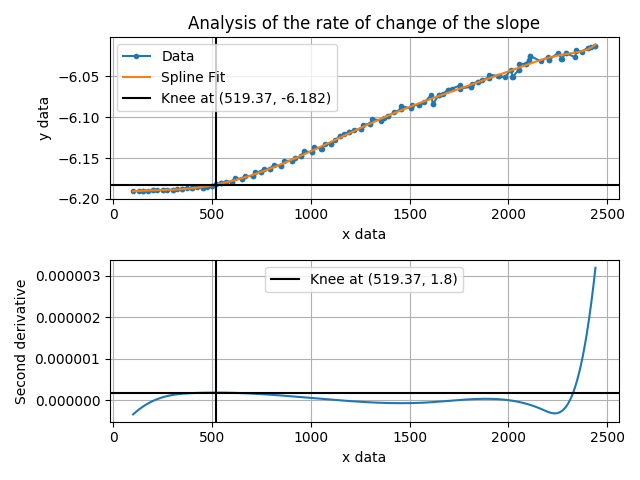 Analysis of the rate of change of the slope
Data
Spline Fit
Knee at (519.37, -6.182)
y data
−6.05
−6.10
−6.15
−6.20
0 500 1000 1500 2000 2500
x data
Knee at (519.37, 1.8)
Second derivative
0.000003
0.000002
0.000001
0.000000
0 500 1000 1500 2000 2500
x data